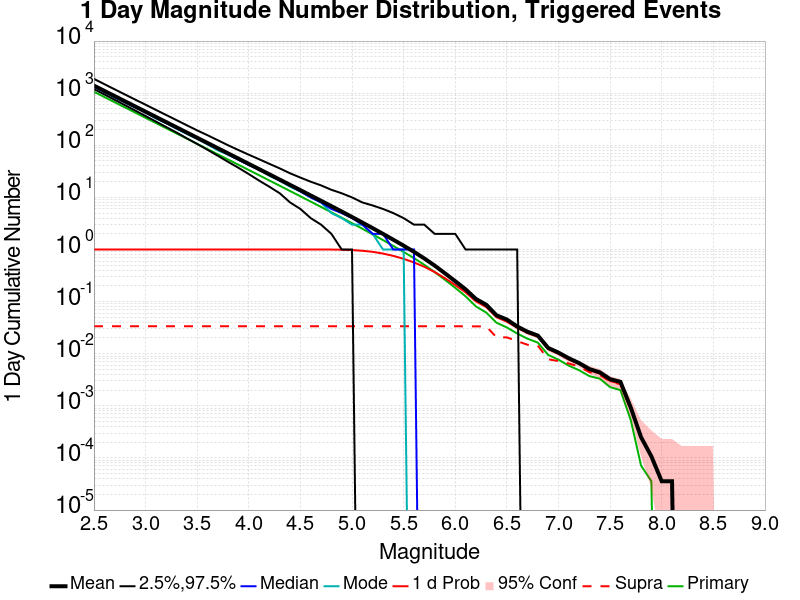 1 Day Magnitude Number Distribution, Triggered Events
1 Day Cumulative Number
10^4
10^3
10^2
10^1
10^0
10^-1
10^-2
10^-3
10^-4
10^-5
2.5 3.0 3.5 4.0 4.5 5.0 5.5 6.0 6.5 7.0 7.5 8.0 8.5 9.0
Magnitude
Mean 2.5%,97.5% Median Mode 1 d Prob 95% Conf Supra Primary